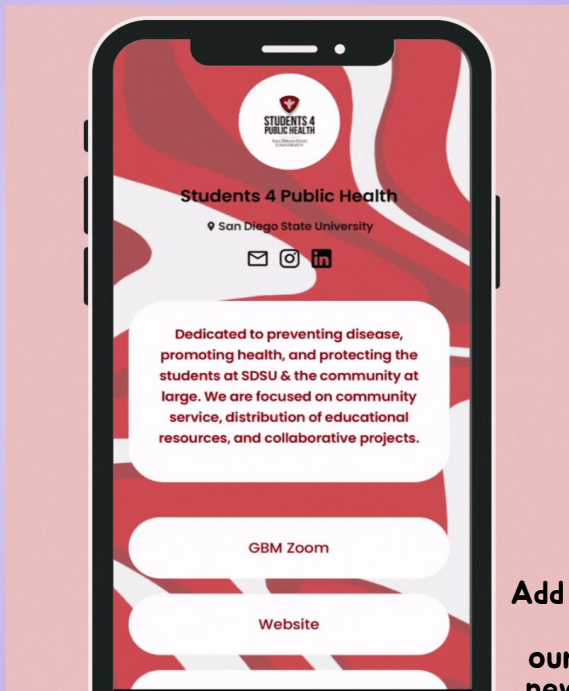 STUDENTS 4
PUBLIC HEALTH
SAN DIEGO STATE
UNIVERSITY
Students 4 Public Health
San Diego State University
in
Dedicated to preventing disease,
promoting health, and protecting the
students at SDSU & the community at
large. We are focused on community
service, distribution of educational
resources, and collaborative projects.
GBM Zoom
Website
Add
our